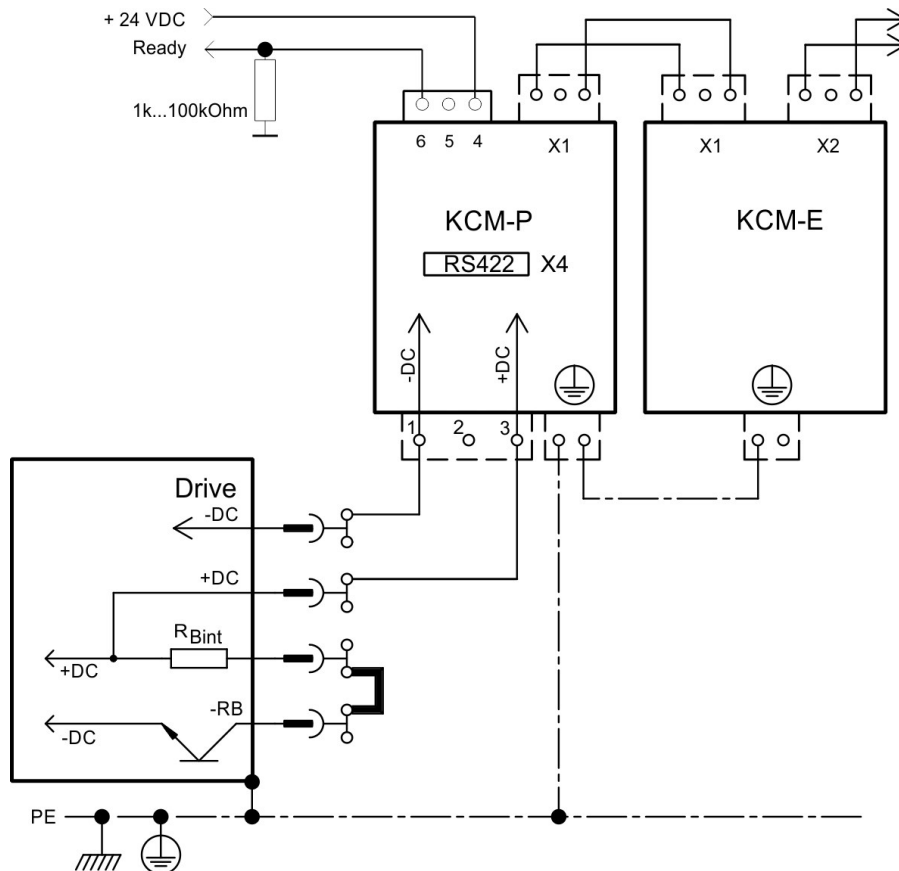 + 24 VDC
Ready
1k...100kOhm
6 5 4
X1
X1
X2
KCM-P
KCM-E
RS422
X4
-DC
+DC
1
2
3
Drive
-DC
+DC
RBint
+DC
-RB
-DC
PE